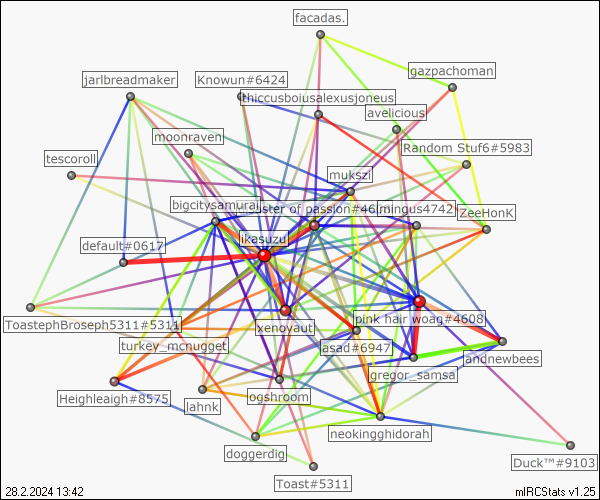 facadas.
gazpachoman
jarlbreadmaker
Knowun#6424
thiccusboiusalexusjoneus
avelicious
moonraven
Random Stuf6#5983
tescoroll
mukszi
bigcitysamurai
ster of passion#46
mingus4742
ZeeHonK
ikasuzu
default#0617
ToastephBroseph5311#5311
pink hair woag#4608
xenoyaut
turkey_mcnugget
asad#6947
andnewbees
gregor_samsa
Heighleaigh#8575
ogshroom
lahnk
neokingghidorah
doggerdig
Duck™#9103
Toast#5311
28.2.2024 13:42
mIRCStats v1.25